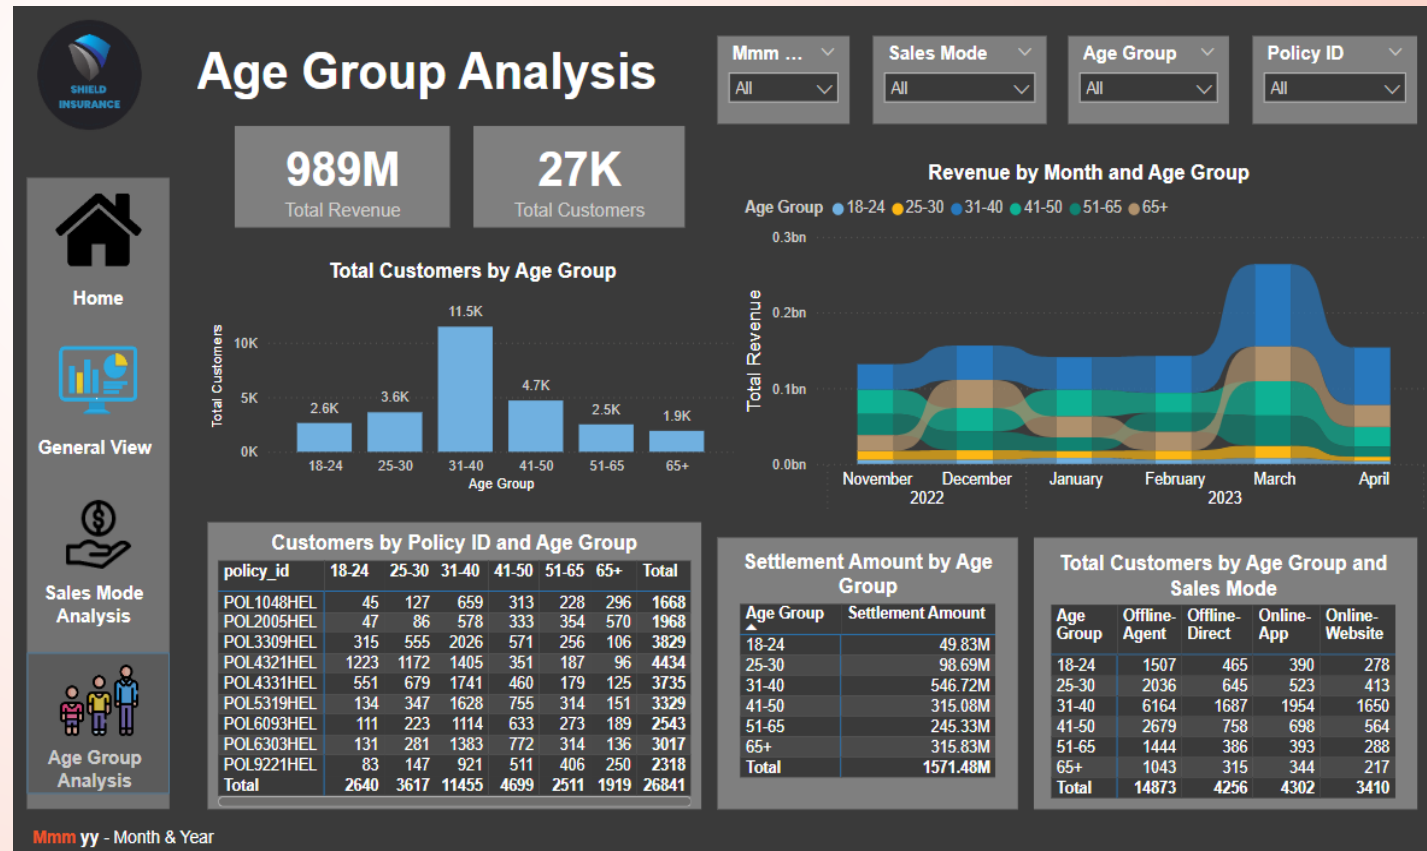 SHIELD
INSURANCE
Age Group Analysis
Mmm ...
All
Sales Mode
All
Age Group
All
Policy ID
All
989M
Total Revenue
27K
Total Customers
Home
General View
Sales Mode
Analysis
Age Group
Analysis
Total Customers by Age Group
Total Customers
10K
5K
0K
2.6K
3.6K
11.5K
4.7K
2.5K
1.9K
18-24 25-30 31-40 41-50 51-65 65+
Age Group
Revenue by Month and Age Group
Age Group 18-24 25-30 31-40 41-50 51-65 65+
Total Revenue
0.3bn
0.2bn
0.1bn
0.0bn
November December January February March April
2022 2023
Customers by Policy ID and Age Group
policy_id 18-24 25-30 31-40 41-50 51-65 65+ Total
POL1048HEL 45 127 659 313 228 296 1668
POL2005HEL 47 86 578 333 354 570 1968
POL3309HEL 315 555 2026 571 256 106 3829
POL4321HEL 1223 1172 1405 351 187 96 4434
POL4331HEL 551 679 1741 460 179 125 3735
POL5319HEL 134 347 1628 755 314 151 3329
POL6093HEL 111 223 1114 633 273 189 2543
POL6303HEL 131 281 1383 772 314 136 3017
POL9221HEL 83 147 921 511 406 250 2318
Total 2640 3617 11455 4699 2511 1919 26841
Settlement Amount by Age
Group
Age Group Settlement Amount
18-24 49.83M
25-30 98.69M
31-40 546.72M
41-50 315.08M
51-65 245.33M
65+ 315.83M
Total 1571.48M
Total Customers by Age Group and
Sales Mode
Age Offline- Offline- Online- Online-
Group Agent Direct App Website
18-24 1507 465 390 278
25-30 2036 645 523 413
31-40 6164 1687 1954 1650
41-50 2679 758 698 564
51-65 1444 386 393 288
65+ 1043 315 344 217
Total 14873 4256 4302 3410
Mmm yy - Month & Year